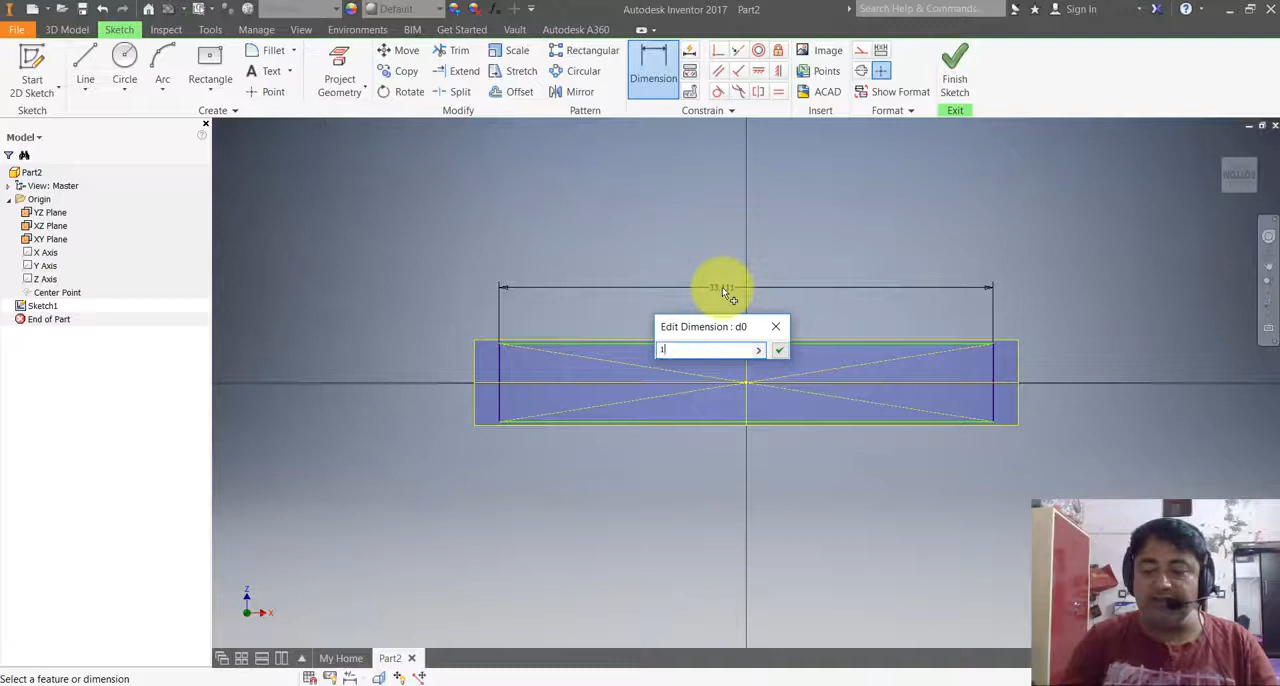 Default
Autodesk Inventor 2017 Part2
Search Help & Commands...
Sign In
File 3D Model Sketch Inspect Tools Manage View Environments BIM Get Started Vault Autodesk A360
Start
2D Sketch
Line
Circle
Arc
Rectangle
Fillet
Text
Point
Project
Geometry
Move
Copy
Rotate
Trim
Extend
Split
Scale
Stretch
Offset
Rectangular
Circular
Mirror
Dimension
Image
Points
ACAD
Show Format
Finish
Sketch
Sketch Create Modify Pattern Constrain Insert Format Exit
Model
Part2
View: Master
Origin
YZ Plane
XZ Plane
XY Plane
X Axis
Y Axis
Z Axis
Center Point
Sketch1
End of Part
BOTTOM
Edit Dimension : d0
1
Z
X
My Home Part2
Select a feature or dimension